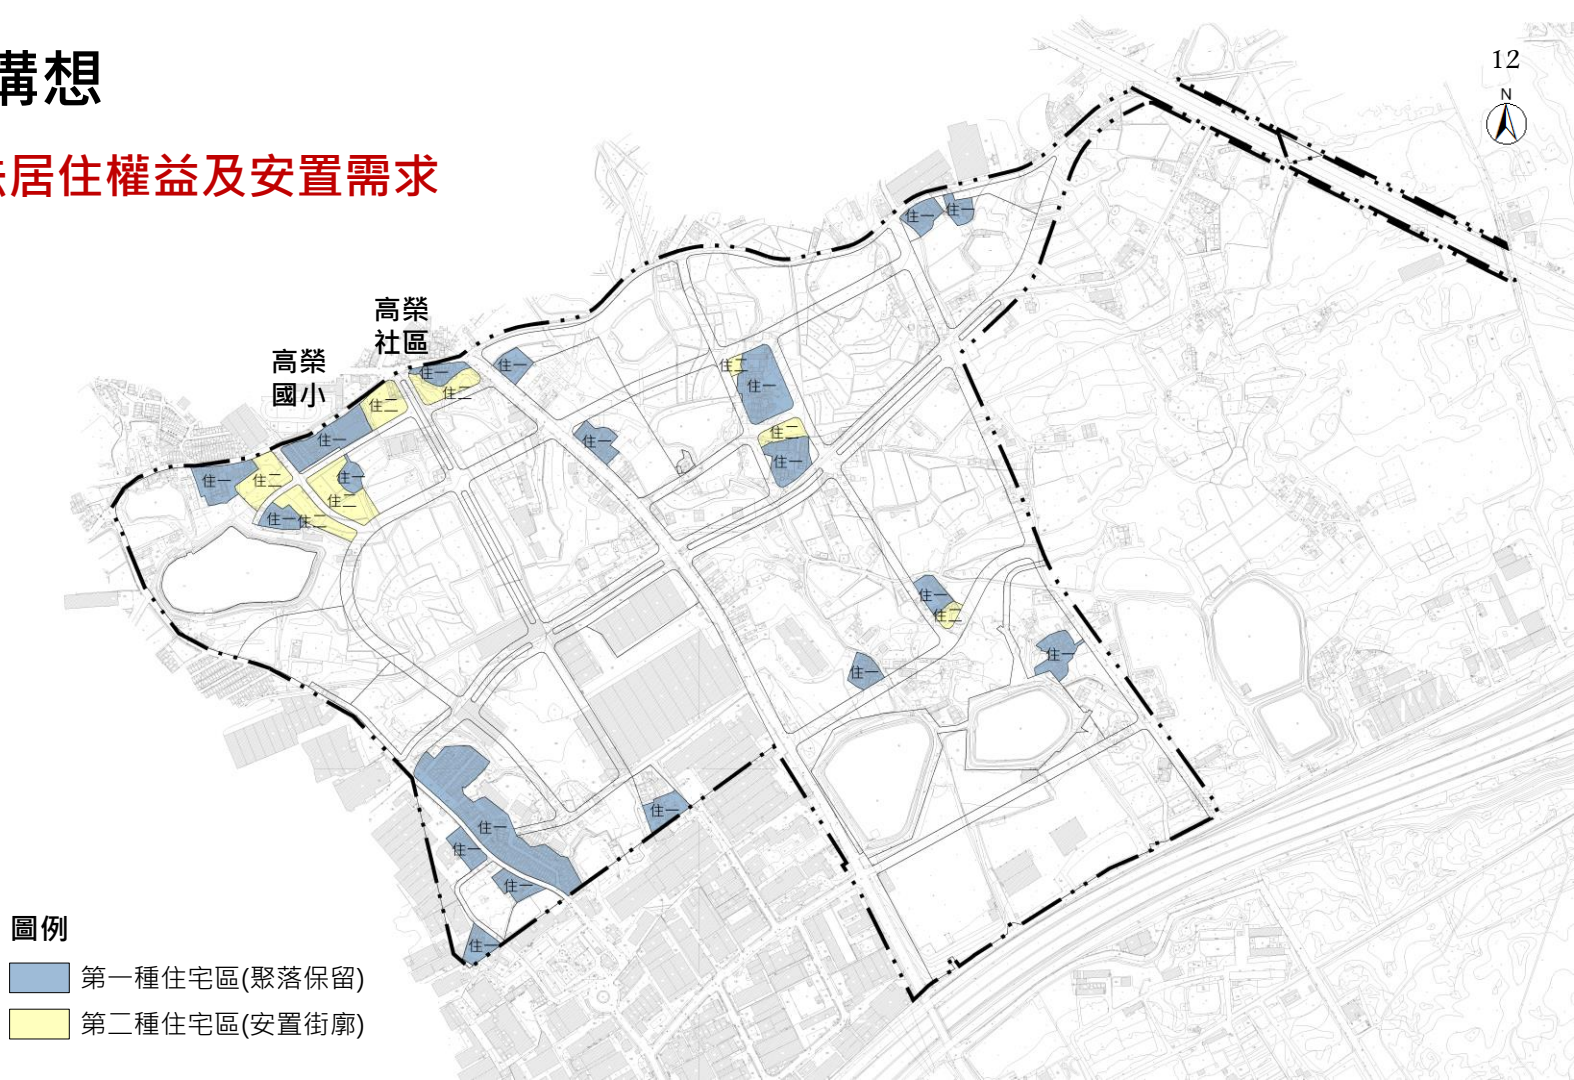 構想
12
N
法居住權益及安置需求
住一
住一
高榮
社區
高榮
國小
住一
住二
住一
住一
住二
住二
住一
住一
住二
住一
住一
住二
住一
住二
住一
住二
住一
住二
住一
住一
住一
住一
住一
住一
住一
住一
圖例
第一種住宅區(聚落保留)
第二種住宅區(安置街廓)